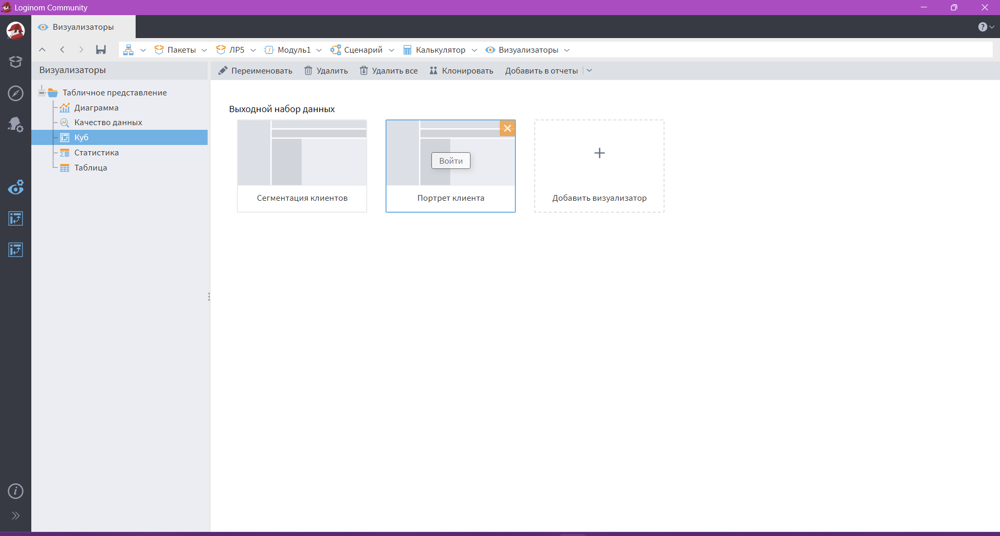 Loginom Community
Визуализаторы
Пакеты ЛР5 Модуль1 Сценарий Калькулятор Визуализаторы
Визуализаторы
Переименовать Удалить Удалить все Клонировать Добавить в отчеты
Табличное представление
Диаграмма
Качество данных
Куб
Статистика
Таблица
Выходной набор данных
Войти
Сегментация клиентов
Портрет клиента
Добавить визуализатор